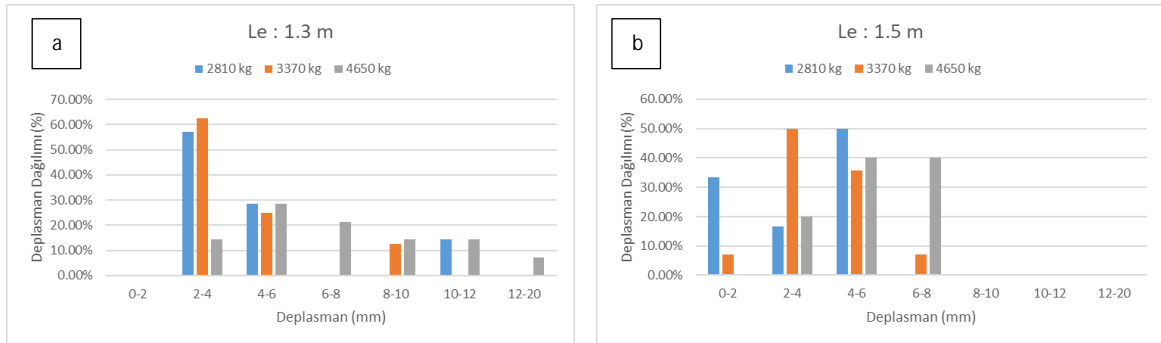 a
Le : 1.3 m
2810 kg 3370 kg 4650 kg
70.00%
60.00%
50.00%
40.00%
30.00%
20.00%
10.00%
0.00%
Deplasman Dağılımı (%)
0-2 2-4 4-6 6-8 8-10 10-12 12-20
Deplasman (mm)
b
Le : 1.5 m
2810 kg 3370 kg 4650 kg
60.00%
50.00%
40.00%
30.00%
20.00%
10.00%
0.00%
Deplasman Dağılımı (%)
0-2 2-4 4-6 6-8 8-10 10-12 12-20
Deplasman (mm)